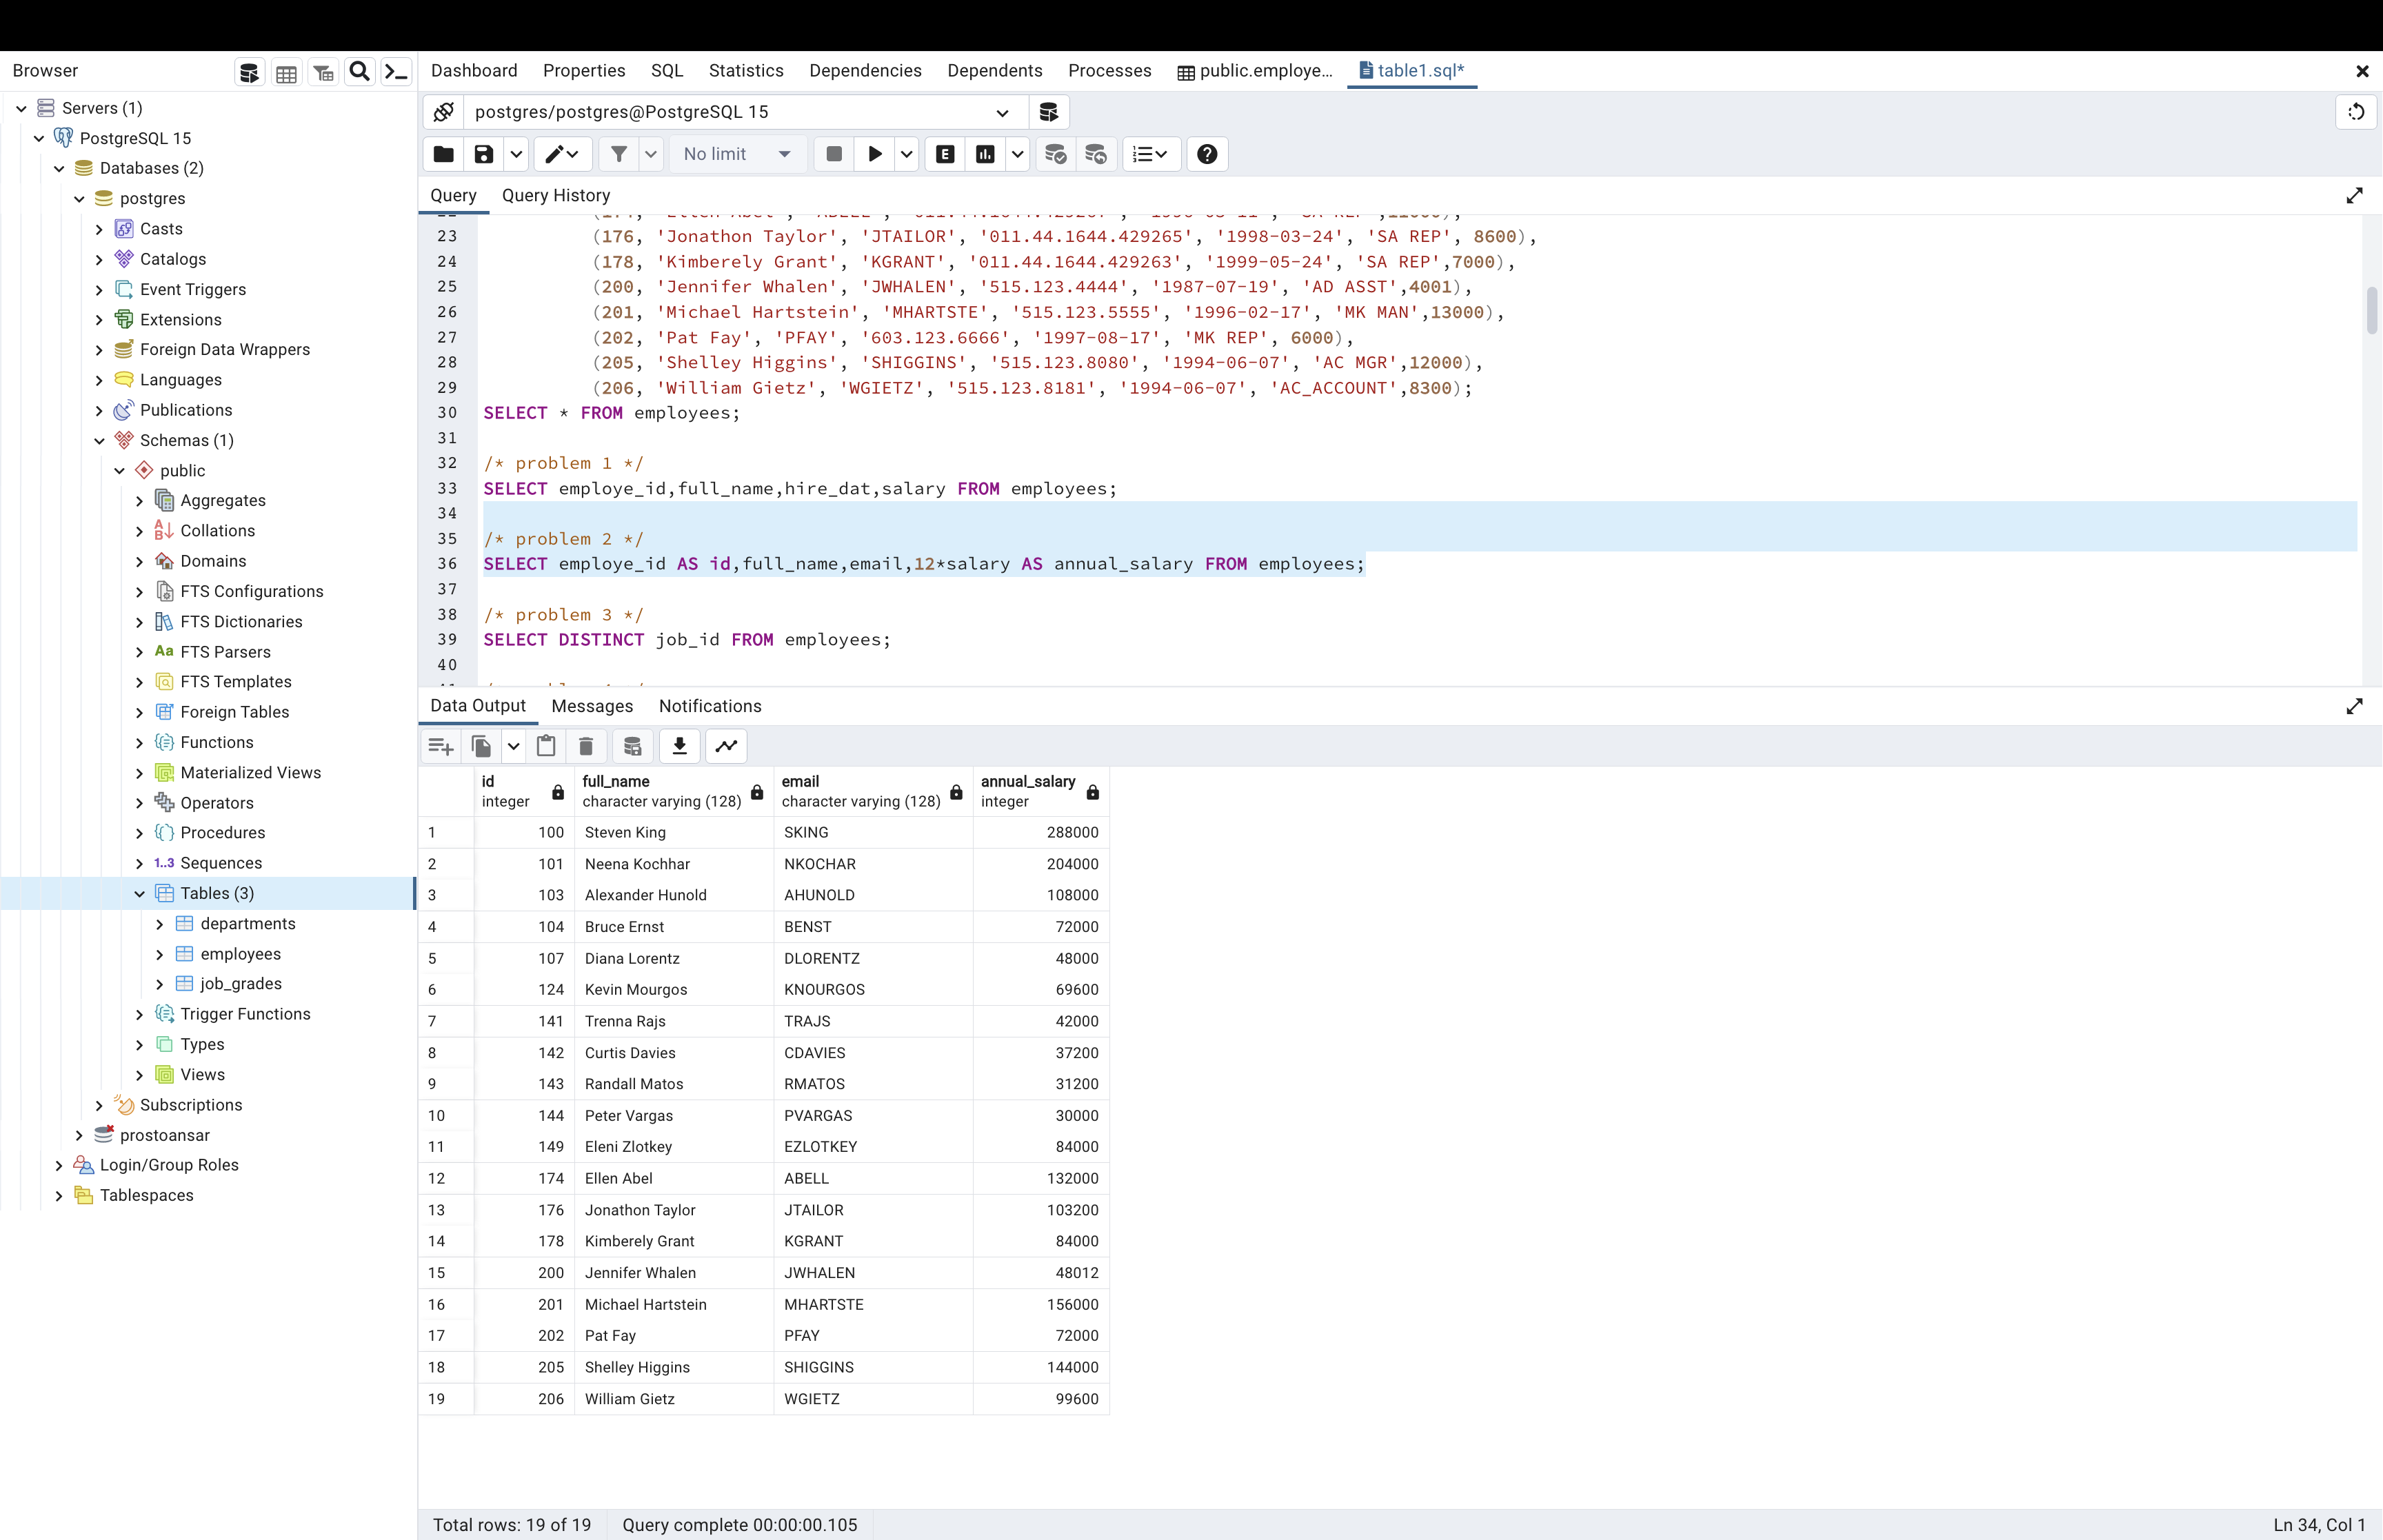 Browser
Dashboard Properties SQL Statistics Dependencies Dependents Processes public.employe... table1.sql*
Servers (1)
PostgreSQL 15
Databases (2)
postgres
Casts
Catalogs
Event Triggers
Extensions
Foreign Data Wrappers
Languages
Publications
Schemas (1)
public
Aggregates
Collations
Domains
FTS Configurations
FTS Dictionaries
Aa FTS Parsers
FTS Templates
Foreign Tables
Functions
Materialized Views
Operators
Procedures
1..3 Sequences
Tables (3)
departments
employees
job_grades
Trigger Functions
Types
Views
Subscriptions
prostoansar
Login/Group Roles
Tablespaces
postgres/postgres@PostgreSQL 15
No limit E
Query Query History
23 (176, 'Jonathon Taylor', 'JTAILOR', '011.44.1644.429265', '1998-03-24', 'SA REP', 8600),
24 (178, 'Kimberely Grant', 'KGRANT', '011.44.1644.429263', '1999-05-24', 'SA REP',7000),
25 (200, 'Jennifer Whalen', 'JWHALEN', '515.123.4444', '1987-07-19', 'AD ASST',4001),
26 (201, 'Michael Hartstein', 'MHARTSTE', '515.123.5555', '1996-02-17', 'MK MAN',13000),
27 (202, 'Pat Fay', 'PFAY', '603.123.6666', '1997-08-17', 'MK REP', 6000),
28 (205, 'Shelley Higgins', 'SHIGGINS', '515.123.8080', '1994-06-07', 'AC MGR',12000),
29 (206, 'William Gietz', 'WGIETZ', '515.123.8181', '1994-06-07', 'AC_ACCOUNT',8300);
30 SELECT * FROM employees;
31
32 /* problem 1 */
33 SELECT employe_id,full_name,hire_dat,salary FROM employees;
34
35 /* problem 2 */
36 SELECT employe_id AS id,full_name,email,12*salary AS annual_salary FROM employees;
37
38 /* problem 3 */
39 SELECT DISTINCT job_id FROM employees;
40
Data Output Messages Notifications
id full_name email annual_salary
integer character varying (128) character varying (128) integer
1 100 Steven King SKING 288000
2 101 Neena Kochhar NKOCHAR 204000
3 103 Alexander Hunold AHUNOLD 108000
4 104 Bruce Ernst BENST 72000
5 107 Diana Lorentz DLORENTZ 48000
6 124 Kevin Mourgos KNOURGOS 69600
7 141 Trenna Rajs TRAJS 42000
8 142 Curtis Davies CDAVIES 37200
9 143 Randall Matos RMATOS 31200
10 144 Peter Vargas PVARGAS 30000
11 149 Eleni Zlotkey EZLOTKEY 84000
12 174 Ellen Abel ABELL 132000
13 176 Jonathon Taylor JTAILOR 103200
14 178 Kimberely Grant KGRANT 84000
15 200 Jennifer Whalen JWHALEN 48012
16 201 Michael Hartstein MHARTSTE 156000
17 202 Pat Fay PFAY 72000
18 205 Shelley Higgins SHIGGINS 144000
19 206 William Gietz WGIETZ 99600
Total rows: 19 of 19 Query complete 00:00:00.105 Ln 34, Col 1